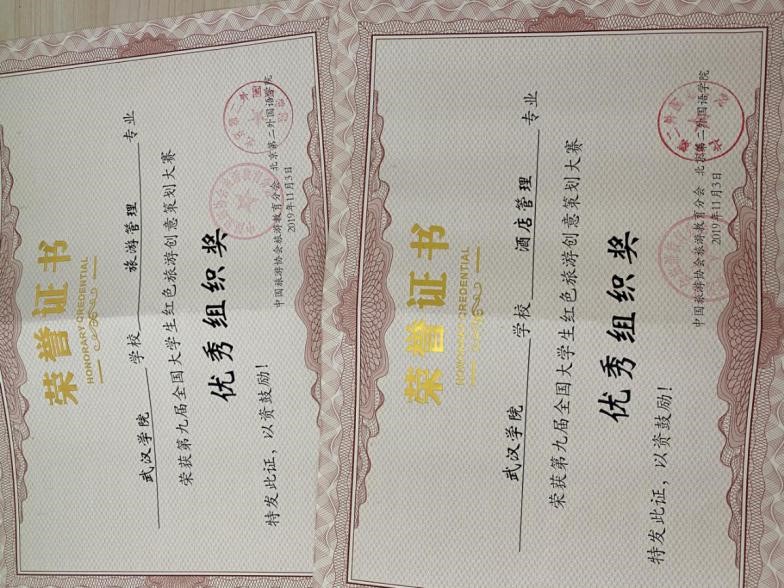 荣誉证书
HONORARY CREDENTIAL
武汉学院 学校 旅游管理 专业
荣获第九届全国大学生红色旅游创意策划大赛
优秀组织奖
特发此证，以资鼓励！
中国旅游协会旅游教育分会 北京第二外国语学院
2019年11月3日
荣誉证书
HONORARY CREDENTIAL
武汉学院 学校 酒店管理 专业
荣获第九届全国大学生红色旅游创意策划大赛
优秀组织奖
特发此证，以资鼓励！
中国旅游协会旅游教育分会 北京第二外国语学院
2019年11月3日